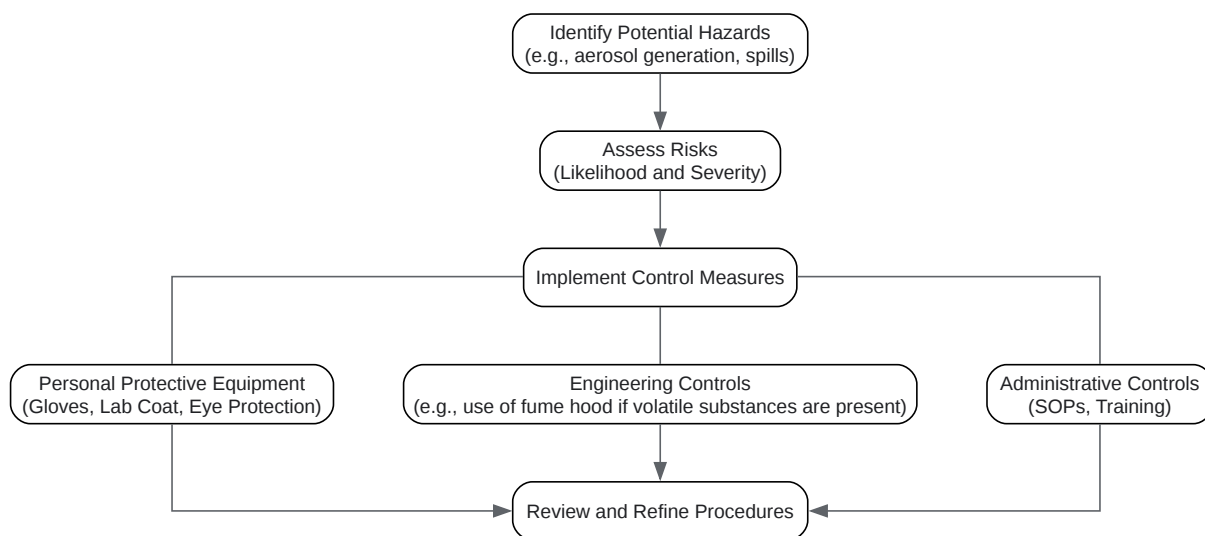 Identify Potential Hazards
(e.g., aerosol generation, spills)
Assess Risks
(Likelihood and Severity)
Implement Control Measures
Personal Protective Equipment
(Gloves, Lab Coat, Eye Protection)
Engineering Controls
(e.g., use of fume hood if volatile substances are present)
Administrative Controls
(SOPs, Training)
Review and Refine Procedures